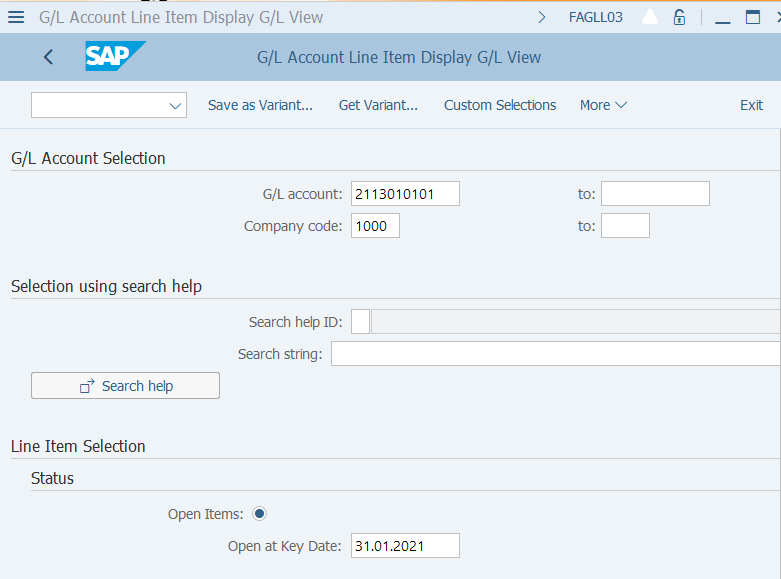 G/L Account Line Item Display G/L View FAGLL03
SAP G/L Account Line Item Display G/L View
Save as Variant... Get Variant... Custom Selections More Exit
G/L Account Selection
G/L account: 2113010101 to:
Company code: 1000 to:
Selection using search help
Search help ID:
Search string:
Search help
Line Item Selection
Status
Open Items:
Open at Key Date: 31.01.2021